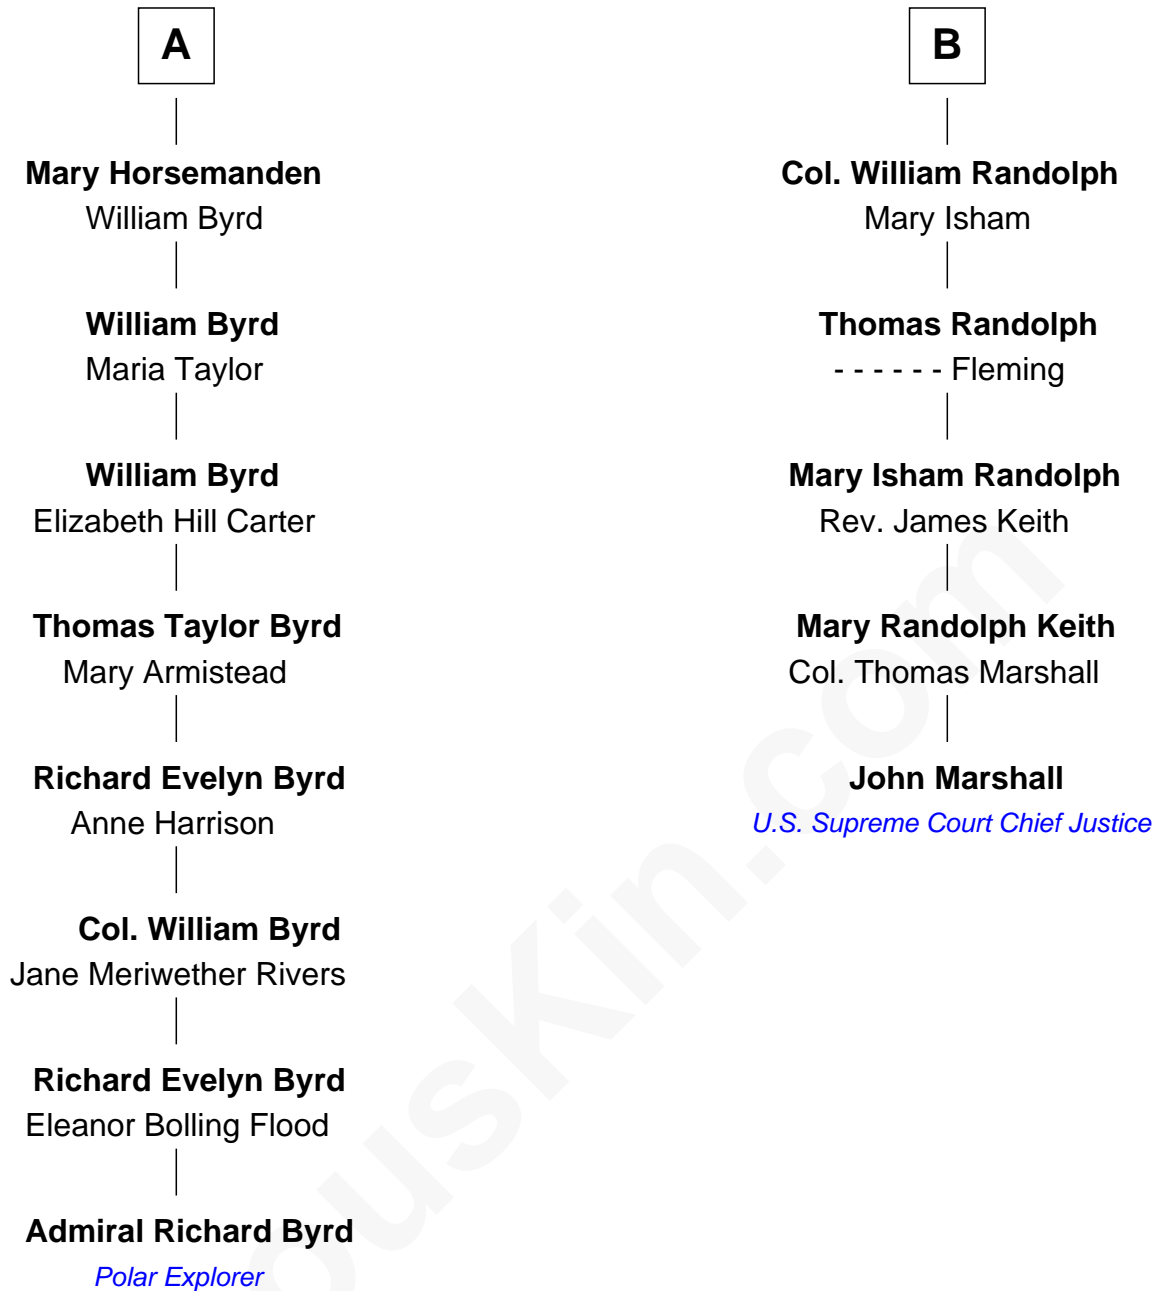 A
Mary Horsemanden
William Byrd
William Byrd
Maria Taylor
William Byrd
Elizabeth Hill Carter
Thomas Taylor Byrd
Mary Armistead
Richard Evelyn Byrd
Anne Harrison
Col. William Byrd
Jane Meriwether Rivers
Richard Evelyn Byrd
Eleanor Bolling Flood
Admiral Richard Byrd
Polar Explorer
B
Col. William Randolph
Mary Isham
Thomas Randolph
- - - - - - Fleming
Mary Isham Randolph
Rev. James Keith
Mary Randolph Keith
Col. Thomas Marshall
John Marshall
U.S. Supreme Court Chief Justice
ousKin.com